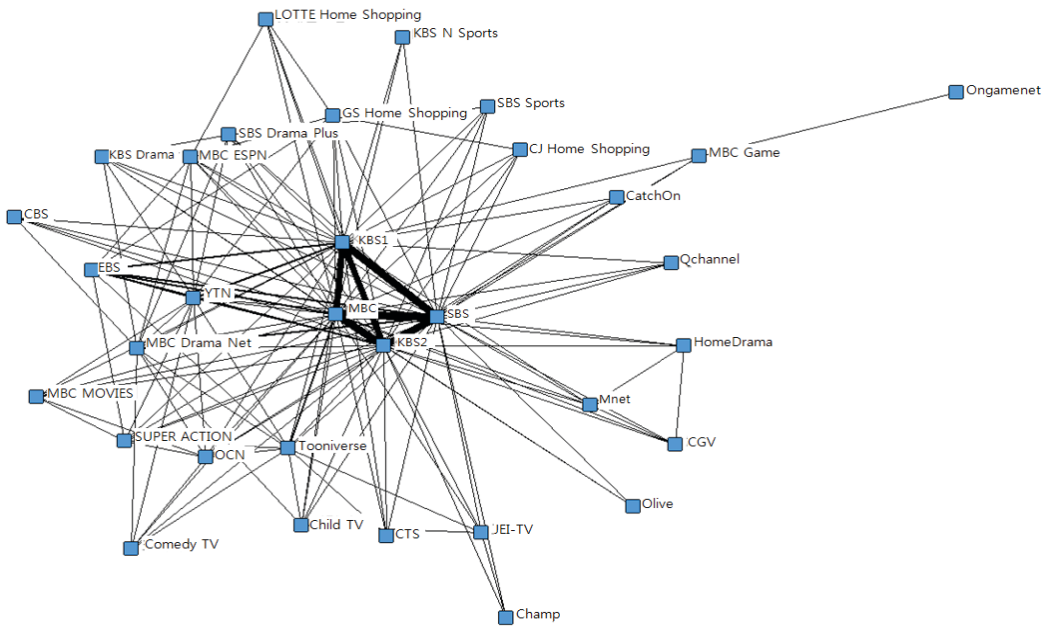 LOTTE Home Shopping
KBS N Sports
Ongamenet
SBS Sports
GS Home Shopping
SBS Drama Plus
CJ Home Shopping
KBS Drama
MBC ESPN
MBC Game
CatchOn
CBS
KBS1
Qchannel
EBS
YTN
MBC
SBS
MBC Drama Net
KBS2
HomeDrama
MBC MOVIES
Mnet
SUPER ACTION
CGV
Tooniverse
OCN
Olive
Child TV
JEI-TV
CTS
Comedy TV
Champ